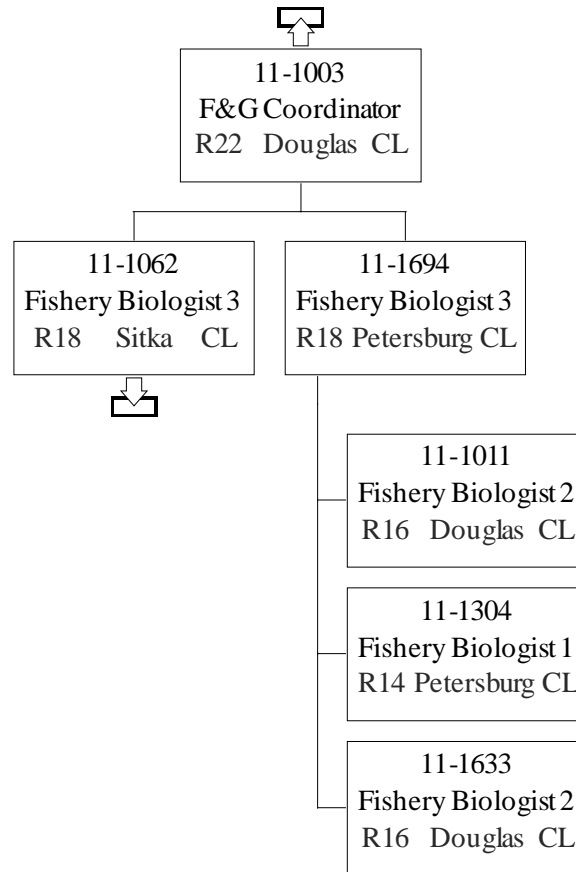 11-1003
F&G Coordinator
R22 Douglas CL
11-1062
Fishery Biologist 3
R18 Sitka CL
11-1694
Fishery Biologist 3
R18 Petersburg CL
11-1011
Fishery Biologist 2
R16 Douglas CL
11-1304
Fishery Biologist 1
R14 Petersburg CL
11-1633
Fishery Biologist 2
R16 Douglas CL